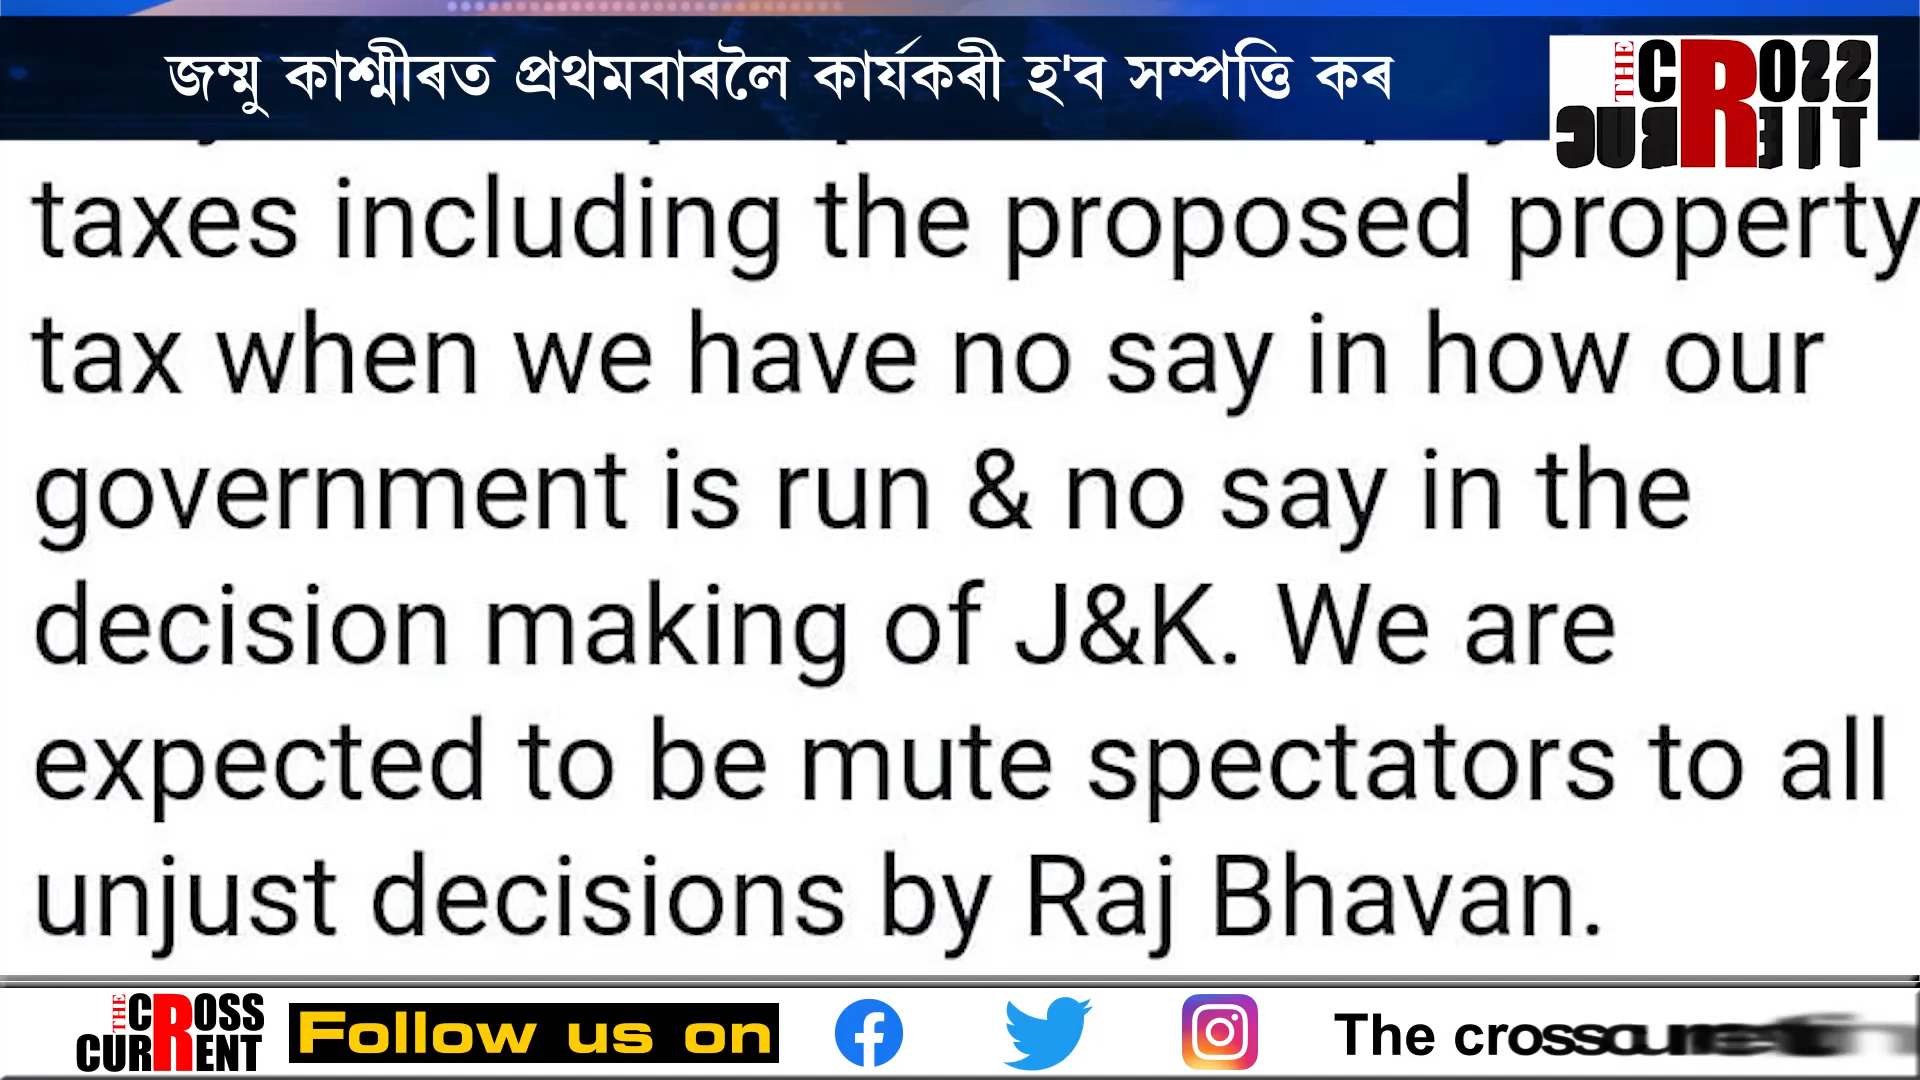 জম্মু কাশ্মীৰত প্ৰথমবাৰলৈ কাৰ্যকৰী হ'ব সম্পত্তি কৰ
THE CROSS
CURRENT
taxes including the proposed property
tax when we have no say in how our
government is run & no say in the
decision making of J&K. We are
expected to be mute spectators to all
unjust decisions by Raj Bhavan.
THE CROSS
CURRENT
Follow us on
The